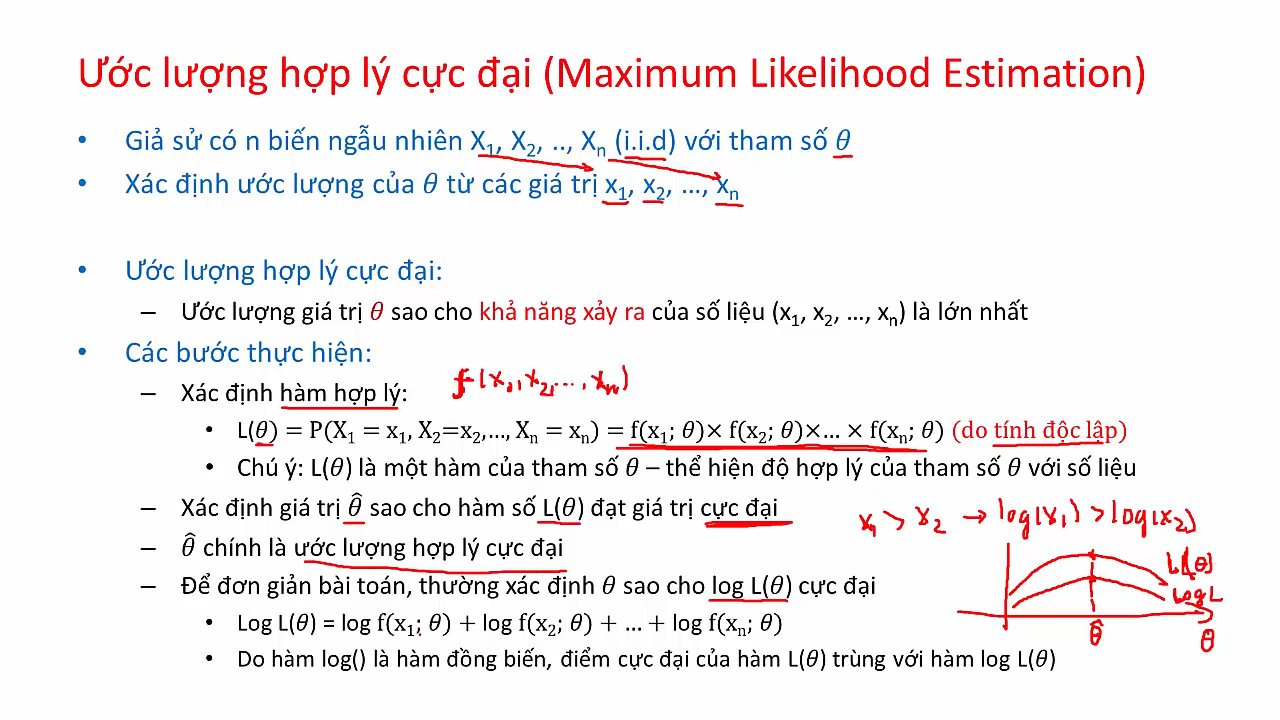 Ước lượng hợp lý cực đại (Maximum Likelihood Estimation)
• Giả sử có n biến ngẫu nhiên X₁, X₂, .., Xₙ (i.i.d) với tham số θ
• Xác định ước lượng của θ từ các giá trị x₁, x₂, ..., xₙ
• Ước lượng hợp lý cực đại:
– Ước lượng giá trị θ sao cho khả năng xảy ra của số liệu (x₁, x₂, ..., xₙ) là lớn nhất
• Các bước thực hiện:
– Xác định hàm hợp lý:
f(x₁, x₂, ..., xₙ)
• L(θ) = P(X₁ = x₁, X₂=x₂,..., Xₙ = xₙ) = f(x₁; θ)× f(x₂; θ)×... × f(xₙ; θ) (do tính độc lập)
• Chú ý: L(θ) là một hàm của tham số θ – thể hiện độ hợp lý của tham số θ với số liệu
– Xác định giá trị θ̂ sao cho hàm số L(θ) đạt giá trị cực đại
x₁ > x₂ → log(x₁) > log(x₂)
– θ̂ chính là ước lượng hợp lý cực đại
L(θ)
– Để đơn giản bài toán, thường xác định θ sao cho log L(θ) cực đại
log L
• Log L(θ) = log f(x₁; θ) + log f(x₂; θ) + ... + log f(xₙ; θ)
θ̂
θ
• Do hàm log() là hàm đồng biến, điểm cực đại của hàm L(θ) trùng với hàm log L(θ)